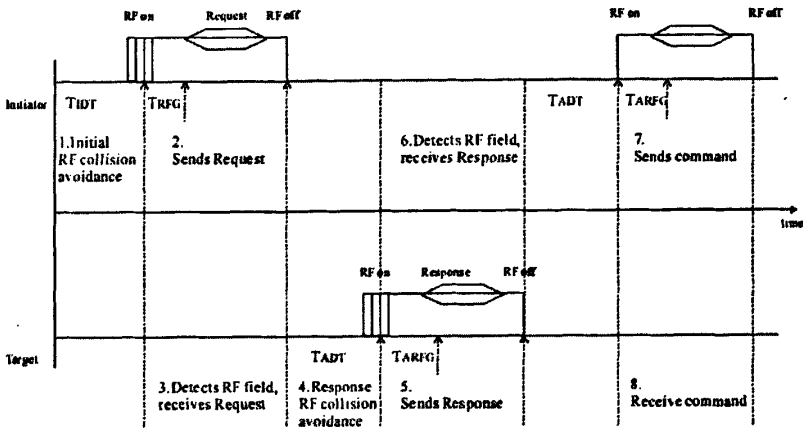 RF on
Request
RF off
RF on
RF off
Initiator
TIDT
TRFG
TADT
TARFG
1.Initial
RF collision
avoidance
2.
Sends Request
6.Detects RF field,
receives Response
7.
Sends command
time
RF on
Response
RF off
Target
TADT
TARFG
3.Detects RF field,
receives Request
4.Response
RF collision
avoidance
5.
Sends Response
8.
Receive command